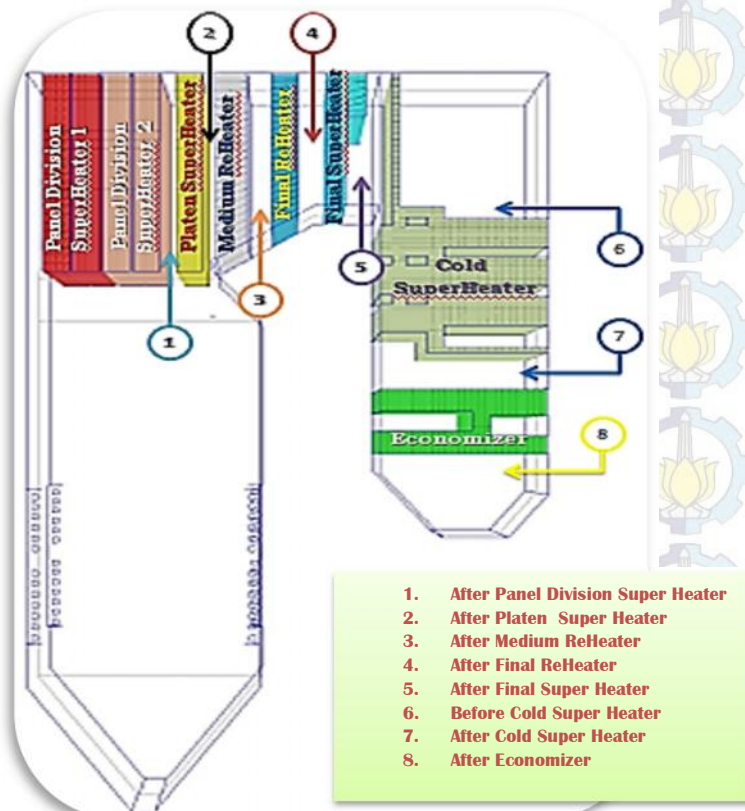 2
4
Panel Division
SuperHeater 1
Panel Division
SuperHeater 2
Platen SuperHeater
Medium ReHeater
Final ReHeater
Final SuperHeater
6
5
Cold
SuperHeater
3
1
7
Economizer
8
1. After Panel Division Super Heater
2. After Platen Super Heater
3. After Medium ReHeater
4. After Final ReHeater
5. After Final Super Heater
6. Before Cold Super Heater
7. After Cold Super Heater
8. After Economizer